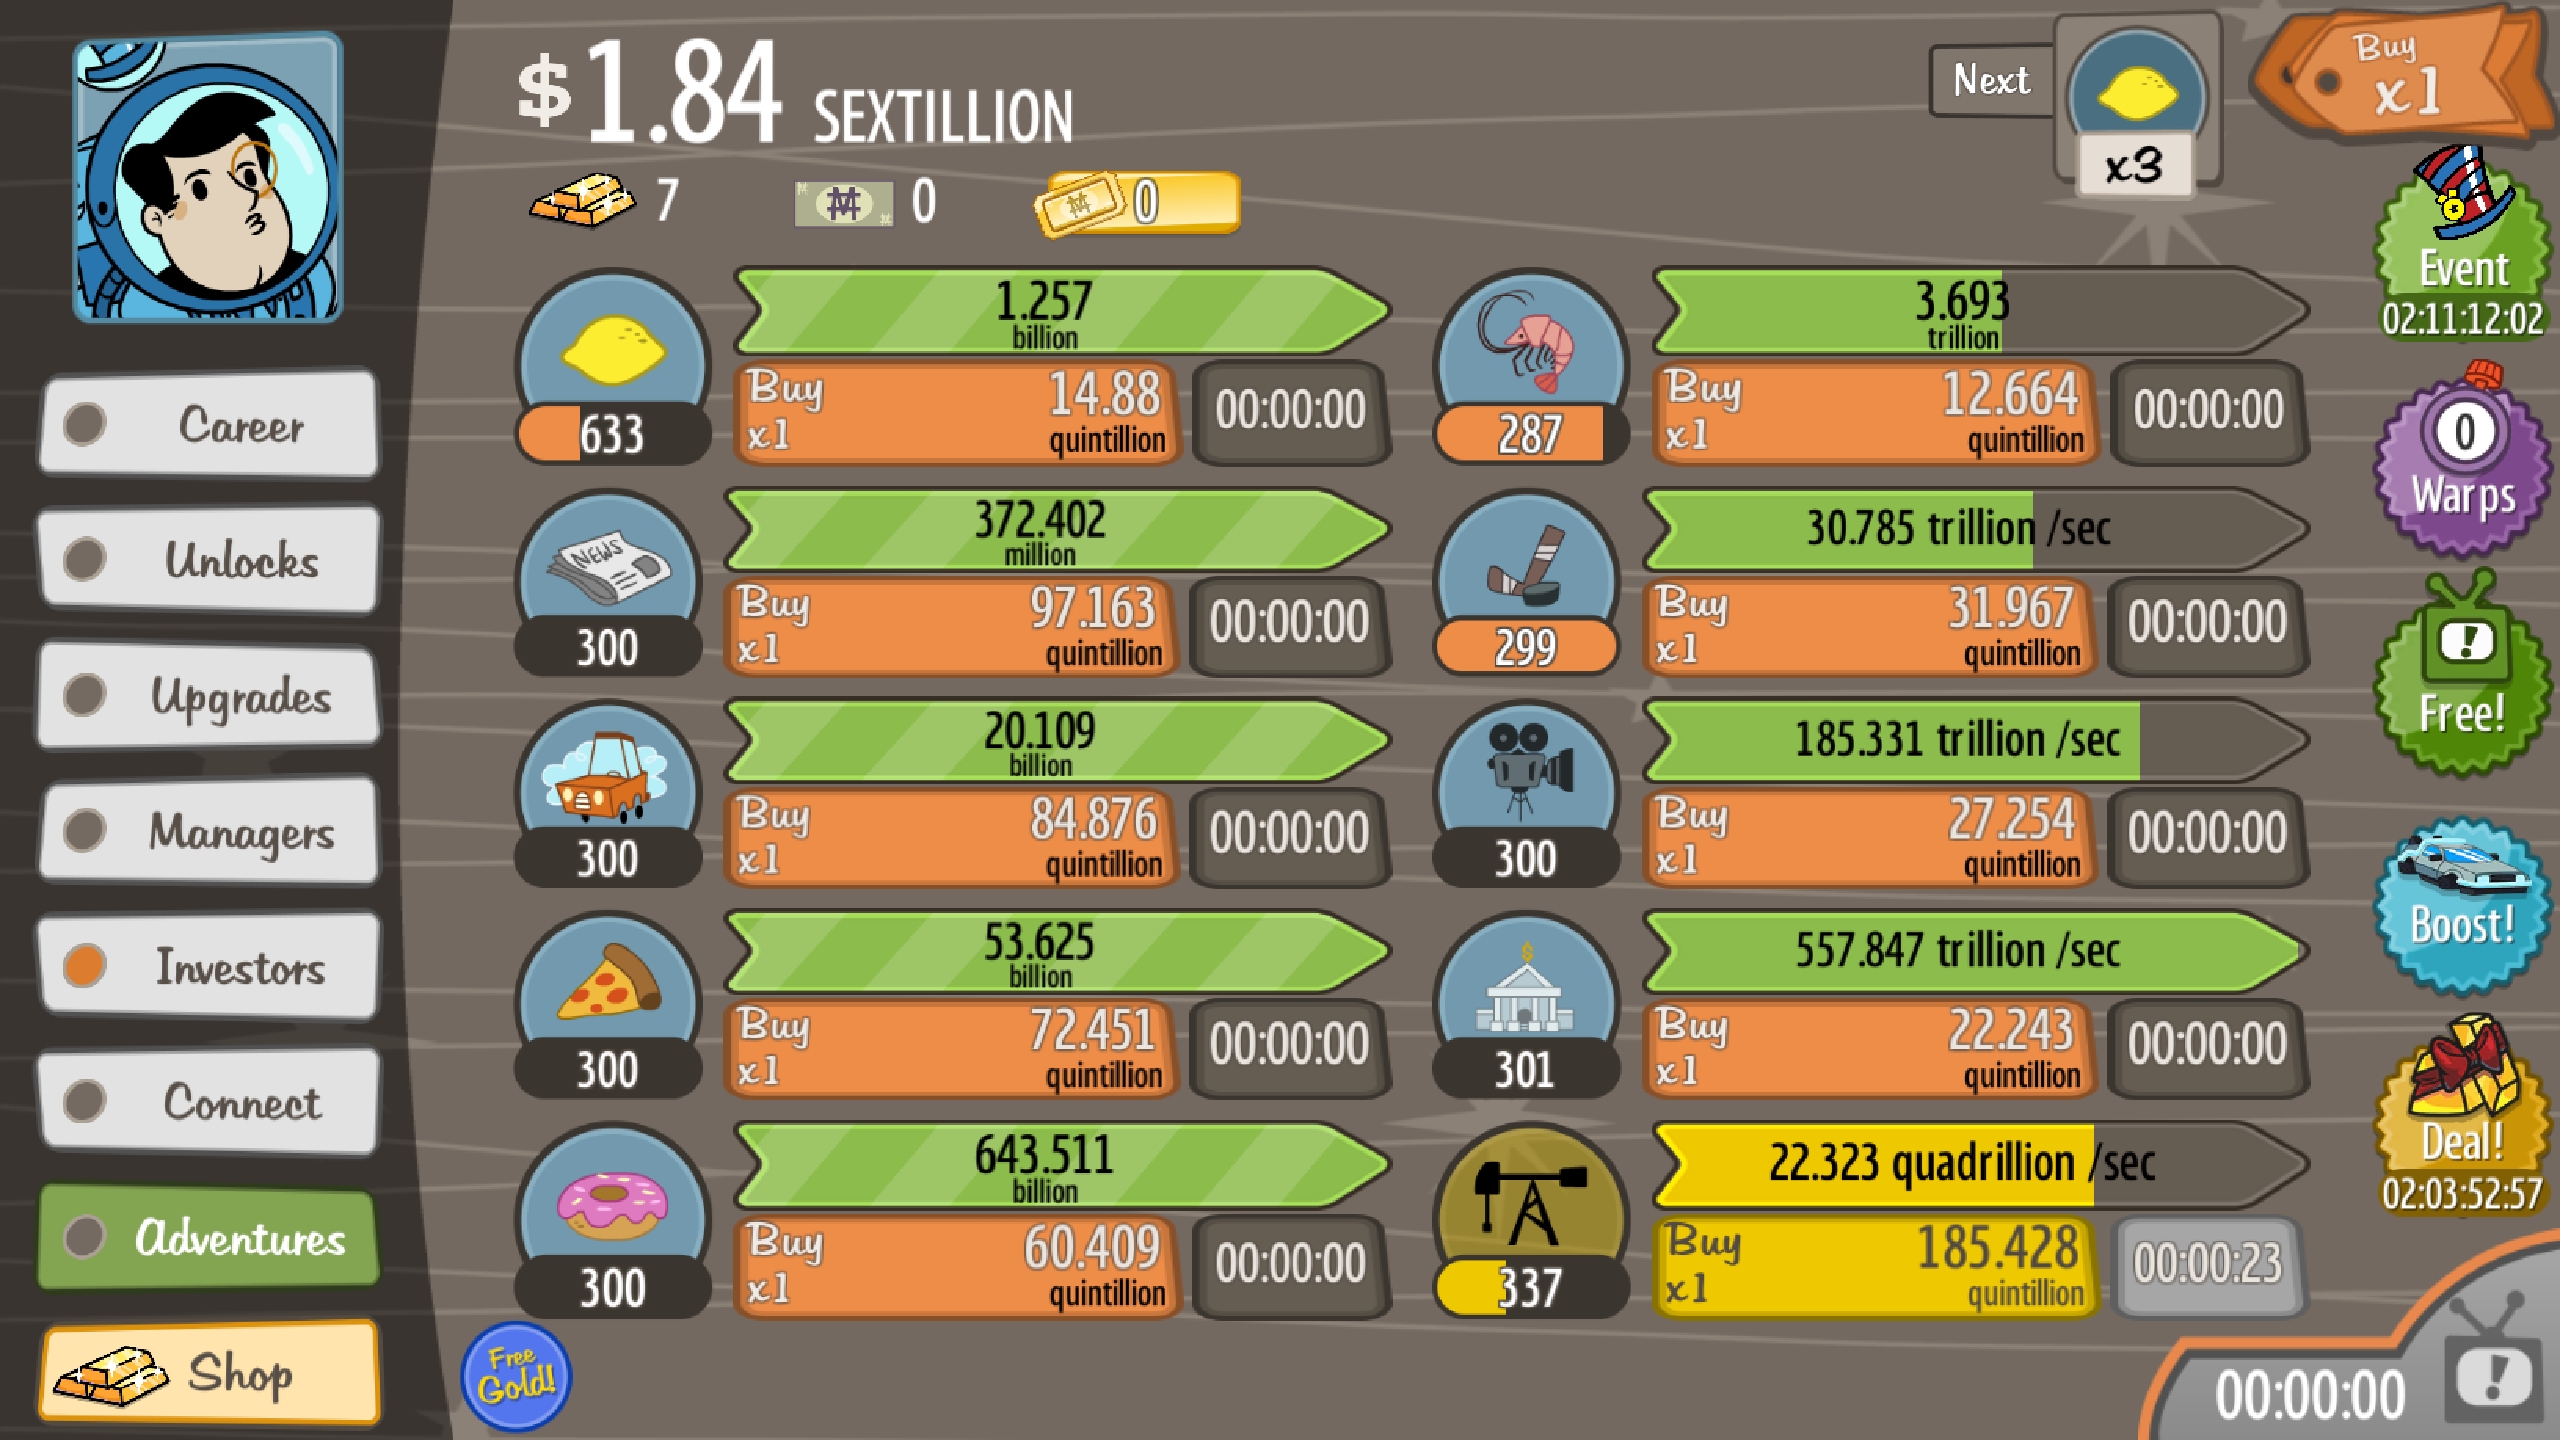 $1.84 SEXTILLION
7
0
0
Next
x3
Buy
x1
Career
Unlocks
Upgrades
Managers
Investors
Connect
Adventures
Shop
1.257
billion
633
Buy
x1
14.88
quintillion
00:00:00
NEWS
372.402
million
300
Buy
x1
97.163
quintillion
00:00:00
20.109
billion
300
Buy
x1
84.876
quintillion
00:00:00
53.625
billion
300
Buy
x1
72.451
quintillion
00:00:00
643.511
billion
300
Buy
x1
60.409
quintillion
00:00:00
3.693
trillion
287
Buy
x1
12.664
quintillion
00:00:00
30.785 trillion /sec
299
Buy
x1
31.967
quintillion
00:00:00
185.331 trillion /sec
300
Buy
x1
27.254
quintillion
00:00:00
557.847 trillion /sec
301
Buy
x1
22.243
quintillion
00:00:00
22.323 quadrillion /sec
337
Buy
x1
185.428
quintillion
00:00:23
Event
02:11:12:02
0
Warps
!
Free!
Boost!
Deal!
02:03:52:57
Free
Gold!
00:00:00
!